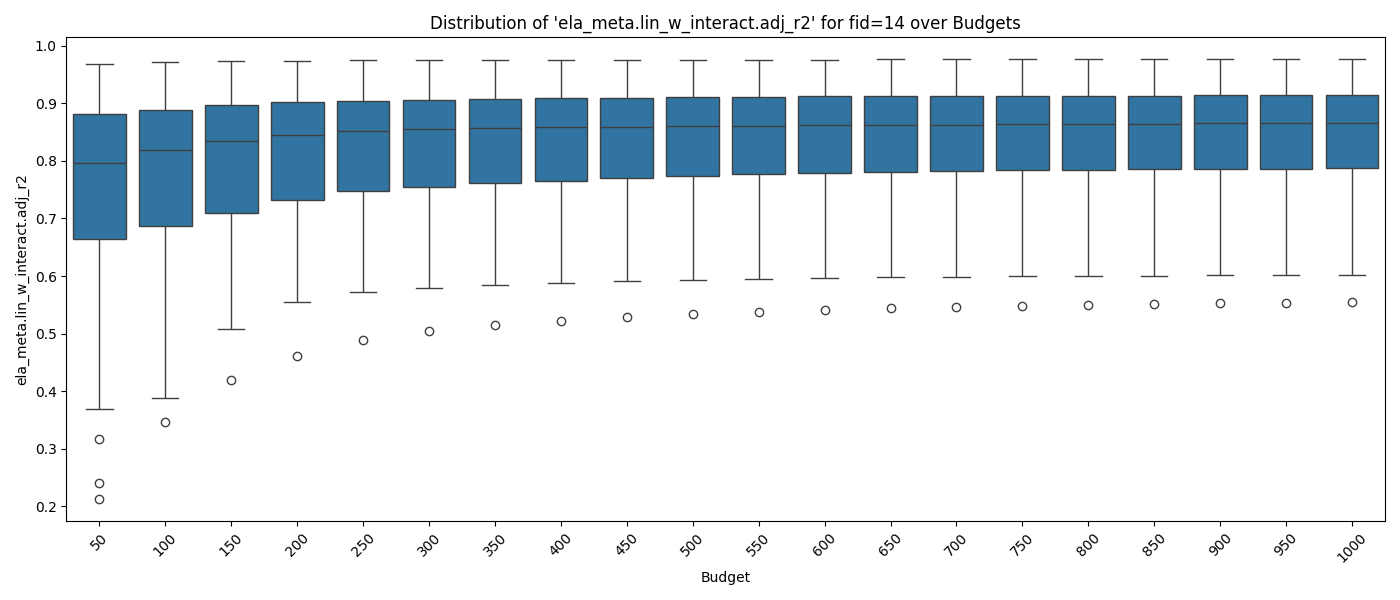 Distribution of 'ela_meta.lin_w_interact.adj_r2' for fid=14 over Budgets
ela_meta.lin_w_interact.adj_r2
1.0
0.9
0.8
0.7
0.6
0.5
0.4
0.3
0.2
50 100 150 200 250 300 350 400 450 500 550 600 650 700 750 800 850 900 950 1000
Budget